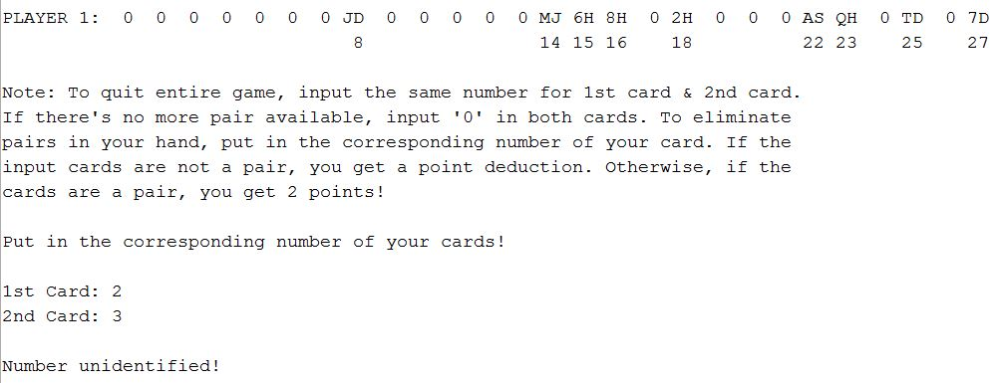 PLAYER 1: 0 0 0 0 0 0 0 JD 0 0 0 0 0 MJ 6H 8H 0 2H 0 0 0 AS QH 0 TD 0 7D
8 14 15 16 18 22 23 25 27
Note: To quit entire game, input the same number for 1st card & 2nd card.
If there's no more pair available, input '0' in both cards. To eliminate
pairs in your hand, put in the corresponding number of your card. If the
input cards are not a pair, you get a point deduction. Otherwise, if the
cards are a pair, you get 2 points!
Put in the corresponding number of your cards!
1st Card: 2
2nd Card: 3
Number unidentified!